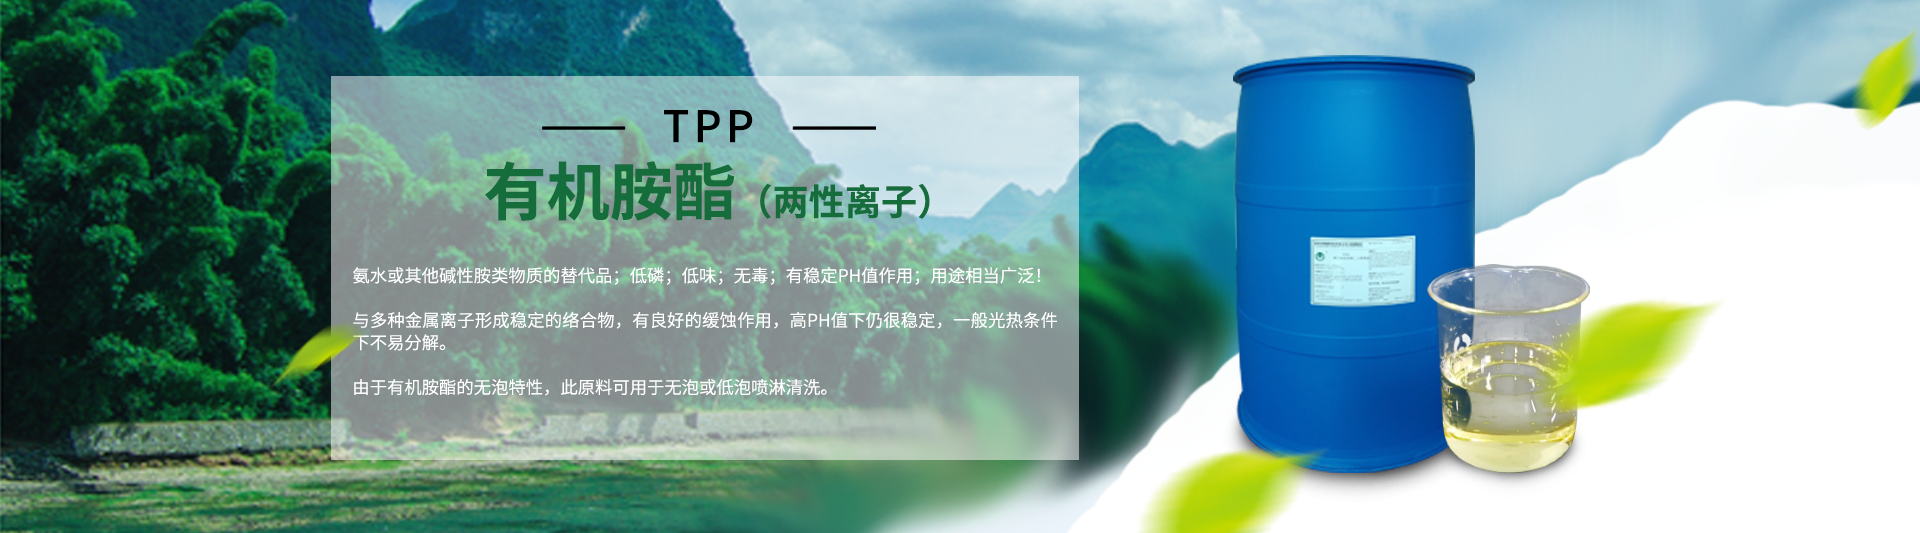 TPP
有机胺酯（两性离子）
氨水或其他碱性胺类物质的替代品；低磷；低味；无毒；有稳定PH值作用；用途相当广泛！
与多种金属离子形成稳定的络合物，有良好的缓蚀作用，高PH值下仍很稳定，一般光热条件
下不易分解。
由于有机胺酯的无泡特性，此原料可用于无泡或低泡喷淋清洗。